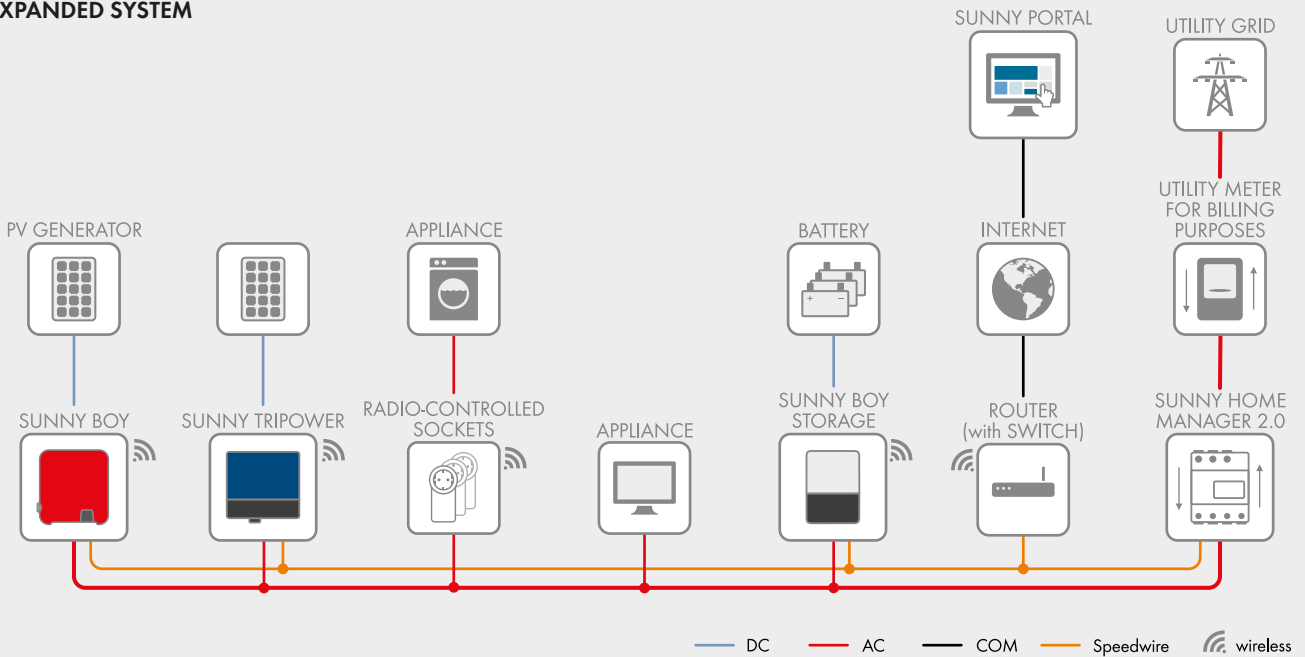 XPANDED SYSTEM
SUNNY PORTAL
UTILITY GRID
UTILITY METER
FOR BILLING
PURPOSES
PV GENERATOR
APPLIANCE
BATTERY
INTERNET
SUNNY BOY
SUNNY TRIPOWER
RADIO-CONTROLLED
SOCKETS
APPLIANCE
SUNNY BOY
STORAGE
ROUTER
(with SWITCH)
SUNNY HOME
MANAGER 2.0
DC
AC
COM
Speedwire
wireless